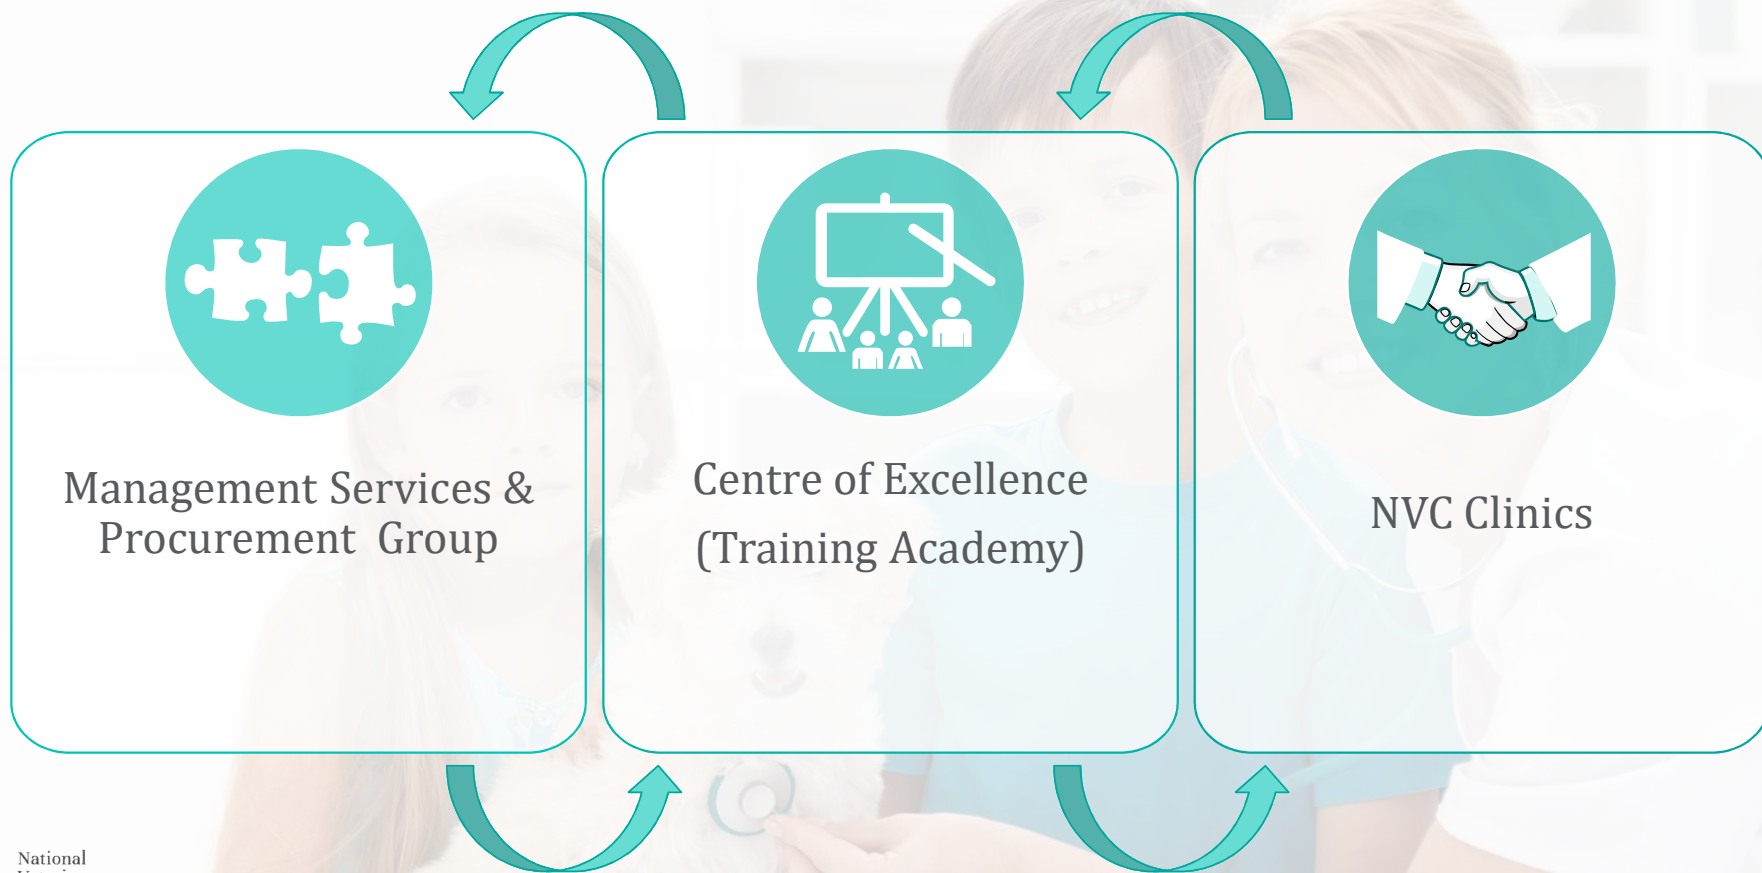 Management Services &
Procurement Group
Centre of Excellence
(Training Academy)
NVC Clinics
National